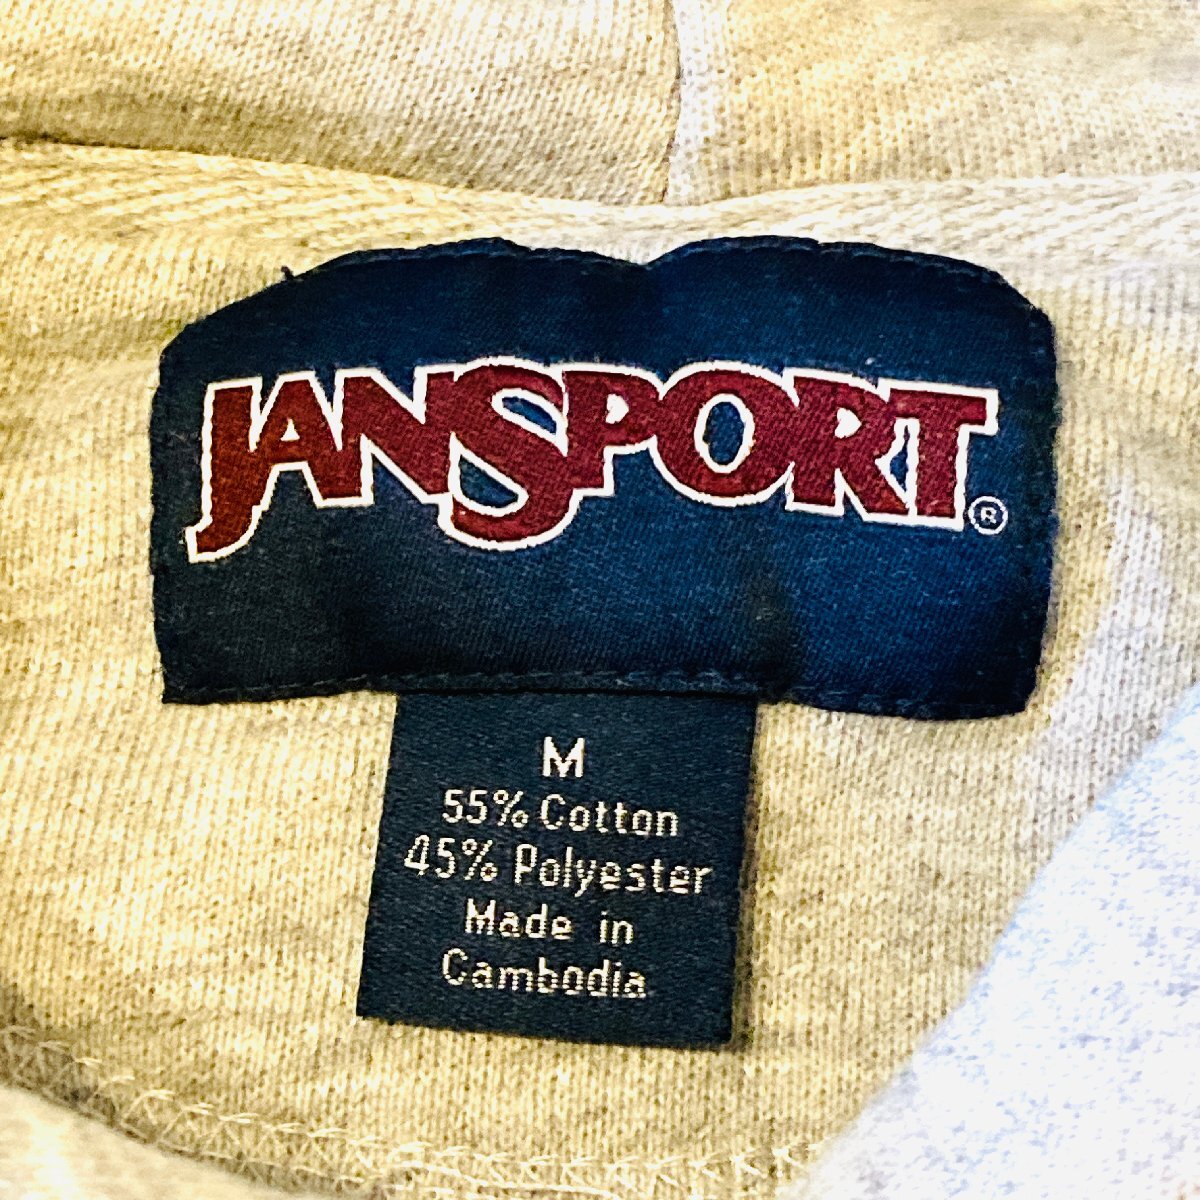 JANSPORT®
M
55% Cotton
45% Polyester
Made in
Cambodia